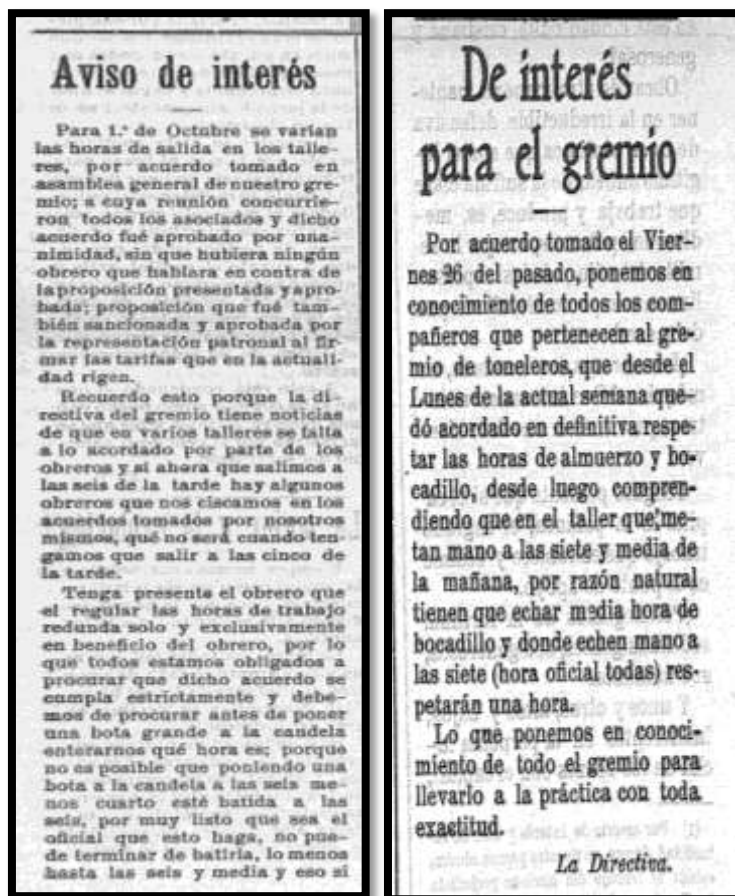 Aviso de interés
Para 1.º de Octubre se varían
las horas de salida en los talle-
res, por acuerdo tomado en
asamblea general de nuestro gre-
mio; a cuya reunión concurrie-
ron todos los asociados y dicho
acuerdo fué aprobado por una-
nimidad, sin que hubiera ningún
obrero que hablara en contra de
la proposición presentada y apro-
bada; proposición que fué tam-
bién sancionada y aprobada por
la representación patronal al fir-
mar las tarifas que en la actuali-
dad rigen.
Recuerdo esto porque la di-
rectiva del gremio tiene noticias
de que en varios talleres se falta
a lo acordado por parte de los
obreros y si ahora que salimos a
las seis de la tarde hay algunos
obreros que nos ciscamos en los
acuerdos tomados por nosotros
mismos, qué no será cuando ten-
gamos que salir a las cinco de
la tarde.
Tenga presente el obrero que
el regular las horas de trabajo
redunda solo y exclusivamente
en beneficio del obrero, por lo
que todos estamos obligados a
procurar que dicho acuerdo se
cumpla estrictamente y debe-
mos de procurar antes de poner
una bota grande a la candela
enterarnos qué hora es; porque
no es posible que poniendo una
bota a la candela a las seis me-
nos cuarto esté batida a las
seis, por muy listo que sea el
oficial que esto haga, no pue-
de terminar de batirla, lo menos
hasta las seis y media y eso si
De interés
para el gremio
Por acuerdo tomado el Vier-
nes 26 del pasado, ponemos en
conocimiento de todos los com-
pañeros que pertenecen al gre-
mio de toneleros, que desde el
Lunes de la actual semana que-
dó acordado en definitiva respe-
tar las horas de almuerzo y bo-
cadillo, desde luego compren-
diendo que en el taller que me-
tan mano a las siete y media de
la mañana, por razón natural
tienen que echar media hora de
bocadillo y donde echen mano a
las siete (hora oficial todas) res-
petarán una hora.
Lo que ponemos en conoci-
miento de todo el gremio para
llevarlo a la práctica con toda
exactitud.
La Directiva.